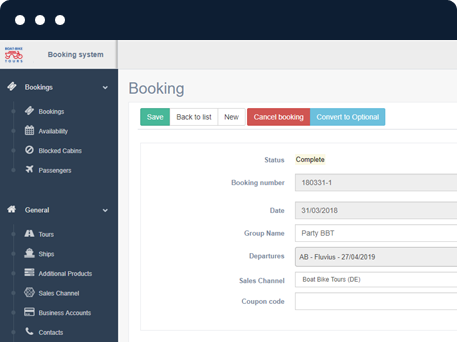 BOAT BIKE
TOURS
Booking system
Bookings
Bookings
Availability
Blocked Cabins
Passengers
General
Tours
Ships
Additional Products
Sales Channel
Business Accounts
Contacts
Booking
Save Back to list New Cancel booking Convert to Optional
Status Complete
Booking number 180331-1
Date 31/03/2018
Group Name Party BBT
Departures AB - Fluvius - 27/04/2019
Sales Channel Boat Bike Tours (DE)
Coupon code